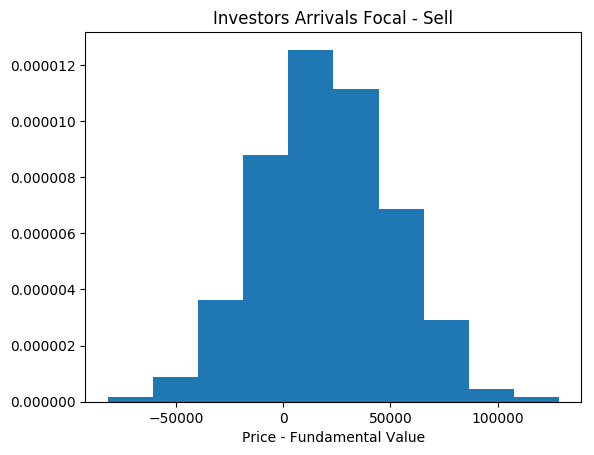 Investors Arrivals Focal - Sell
0.000012
0.000010
0.000008
0.000006
0.000004
0.000002
0.000000
−50000 0 50000 100000
Price - Fundamental Value